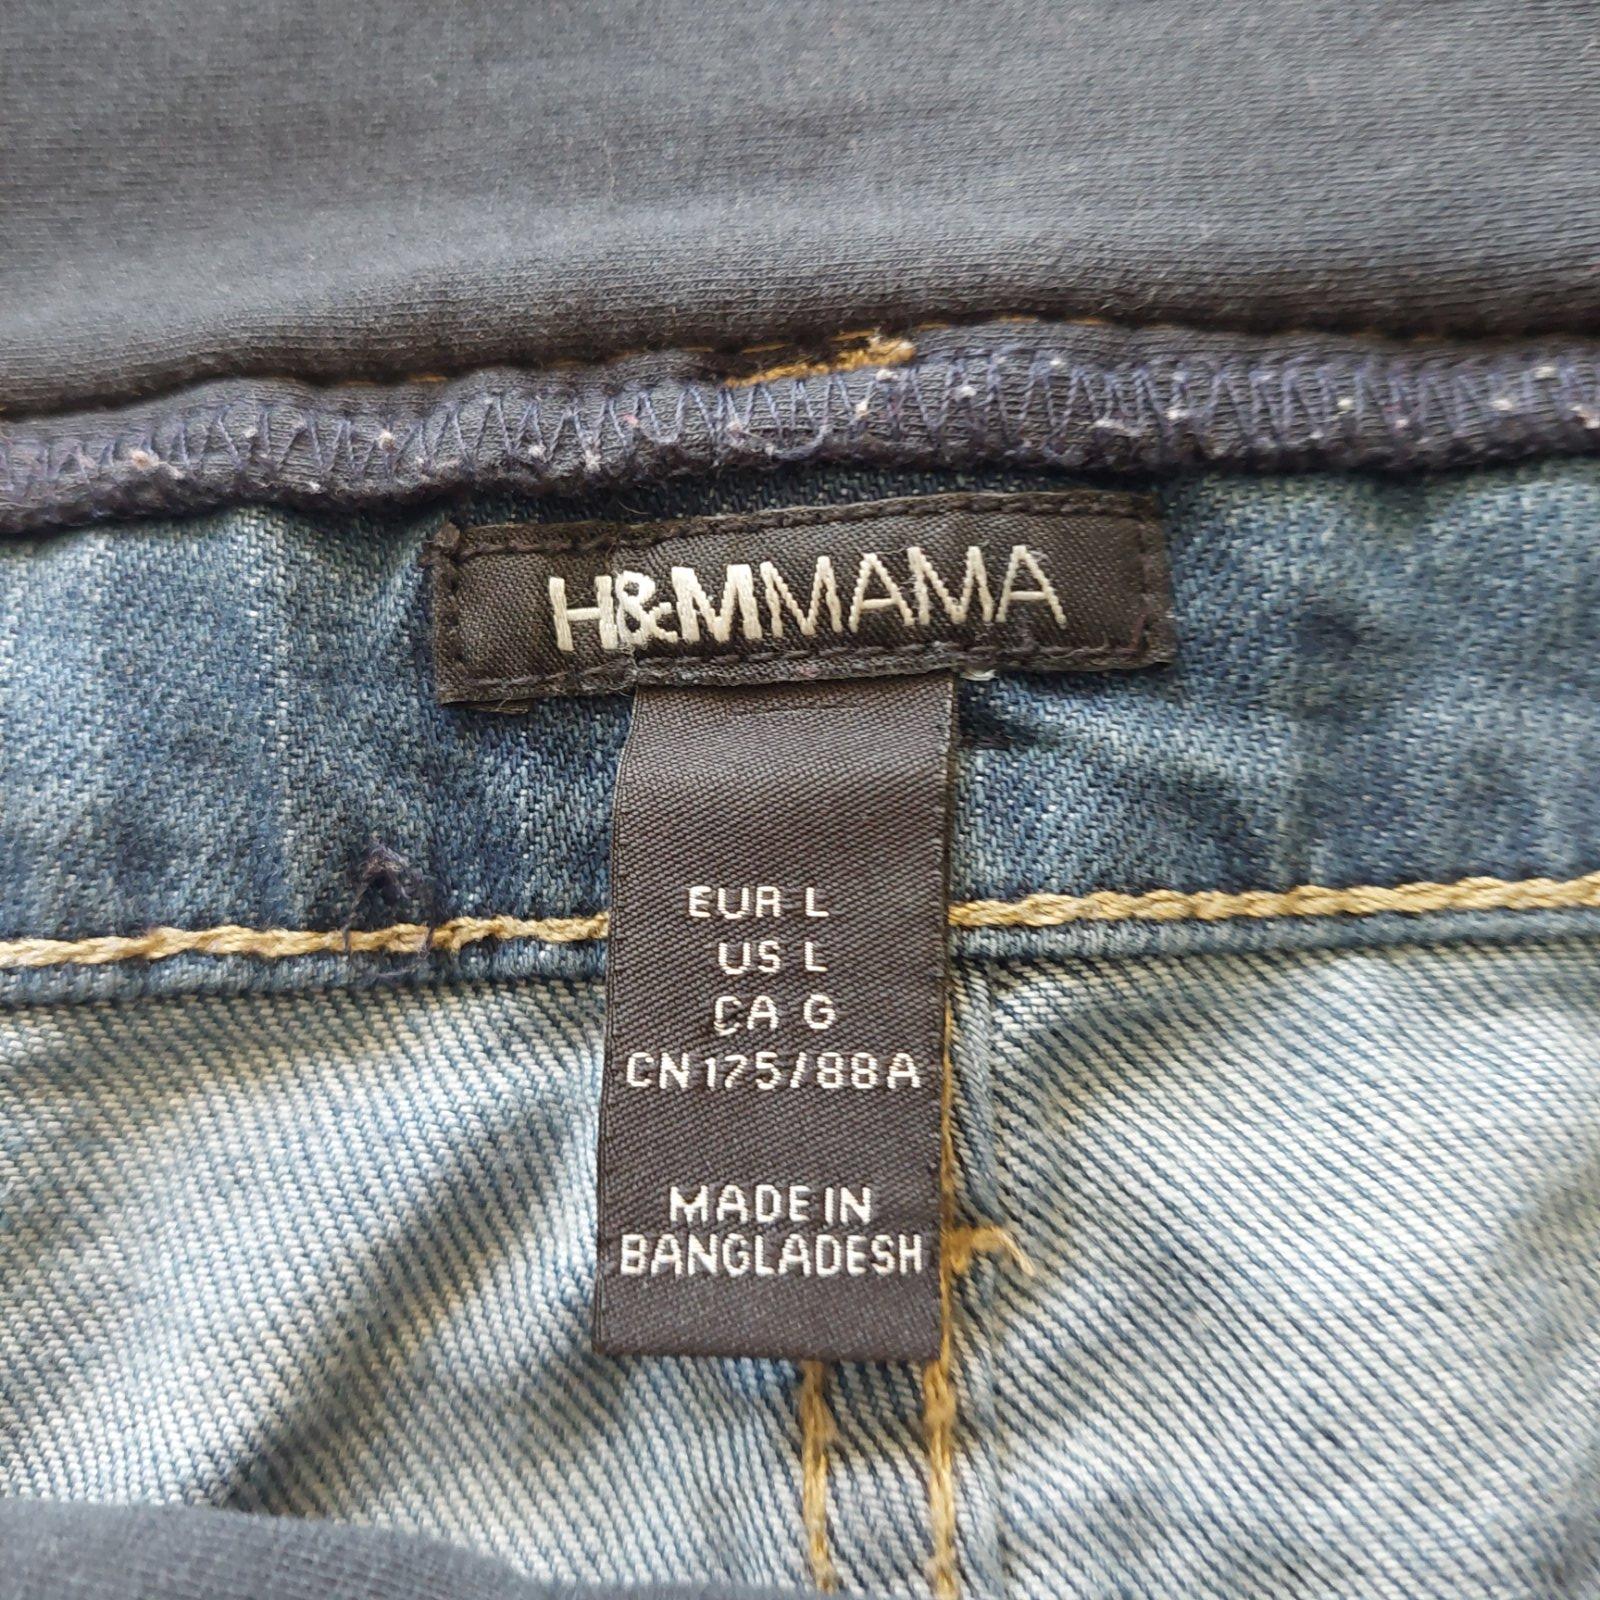 H&MMAMA
EUR L
US L
CA G
CN 175/88A
MADE IN
BANGLADESH